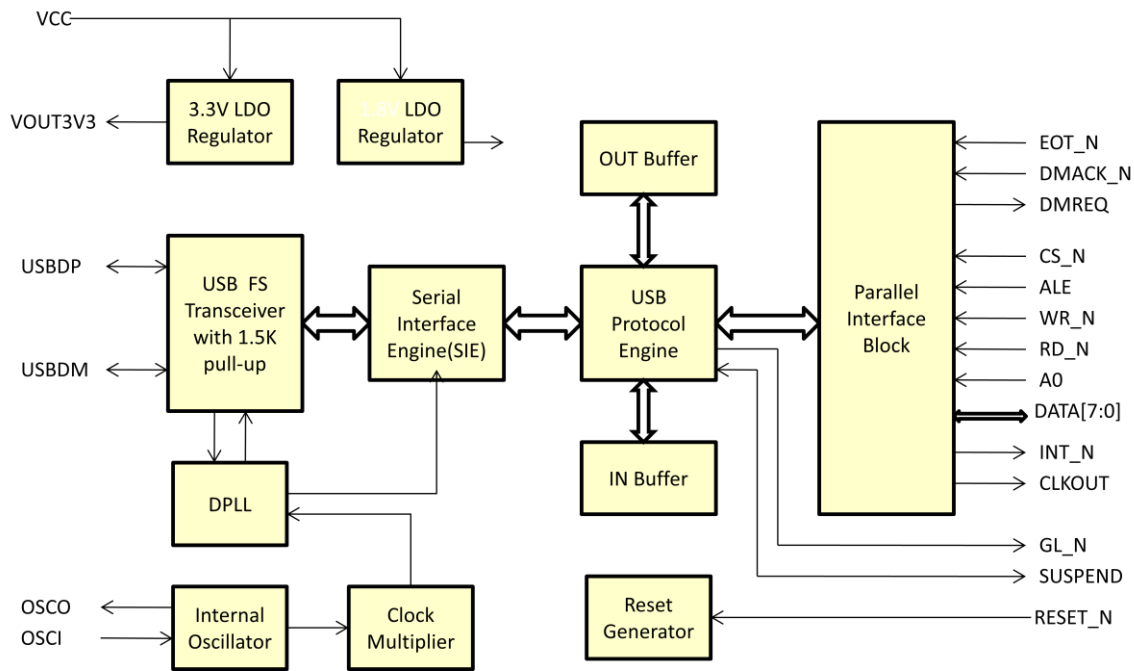 VCC
3.3V LDO
Regulator
1.8V LDO
Regulator
VOUT3V3
OUT Buffer
EOT_N
DMACK_N
DMREQ
USBDP
USBDM
USB FS
Transceiver
with 1.5K
pull-up
Serial
Interface
Engine(SIE)
USB
Protocol
Engine
Parallel
Interface
Block
CS_N
ALE
WR_N
RD_N
A0
DATA[7:0]
INT_N
CLKOUT
DPLL
IN Buffer
GL_N
SUSPEND
OSCO
OSCI
Internal
Oscillator
Clock
Multiplier
Reset
Generator
RESET_N